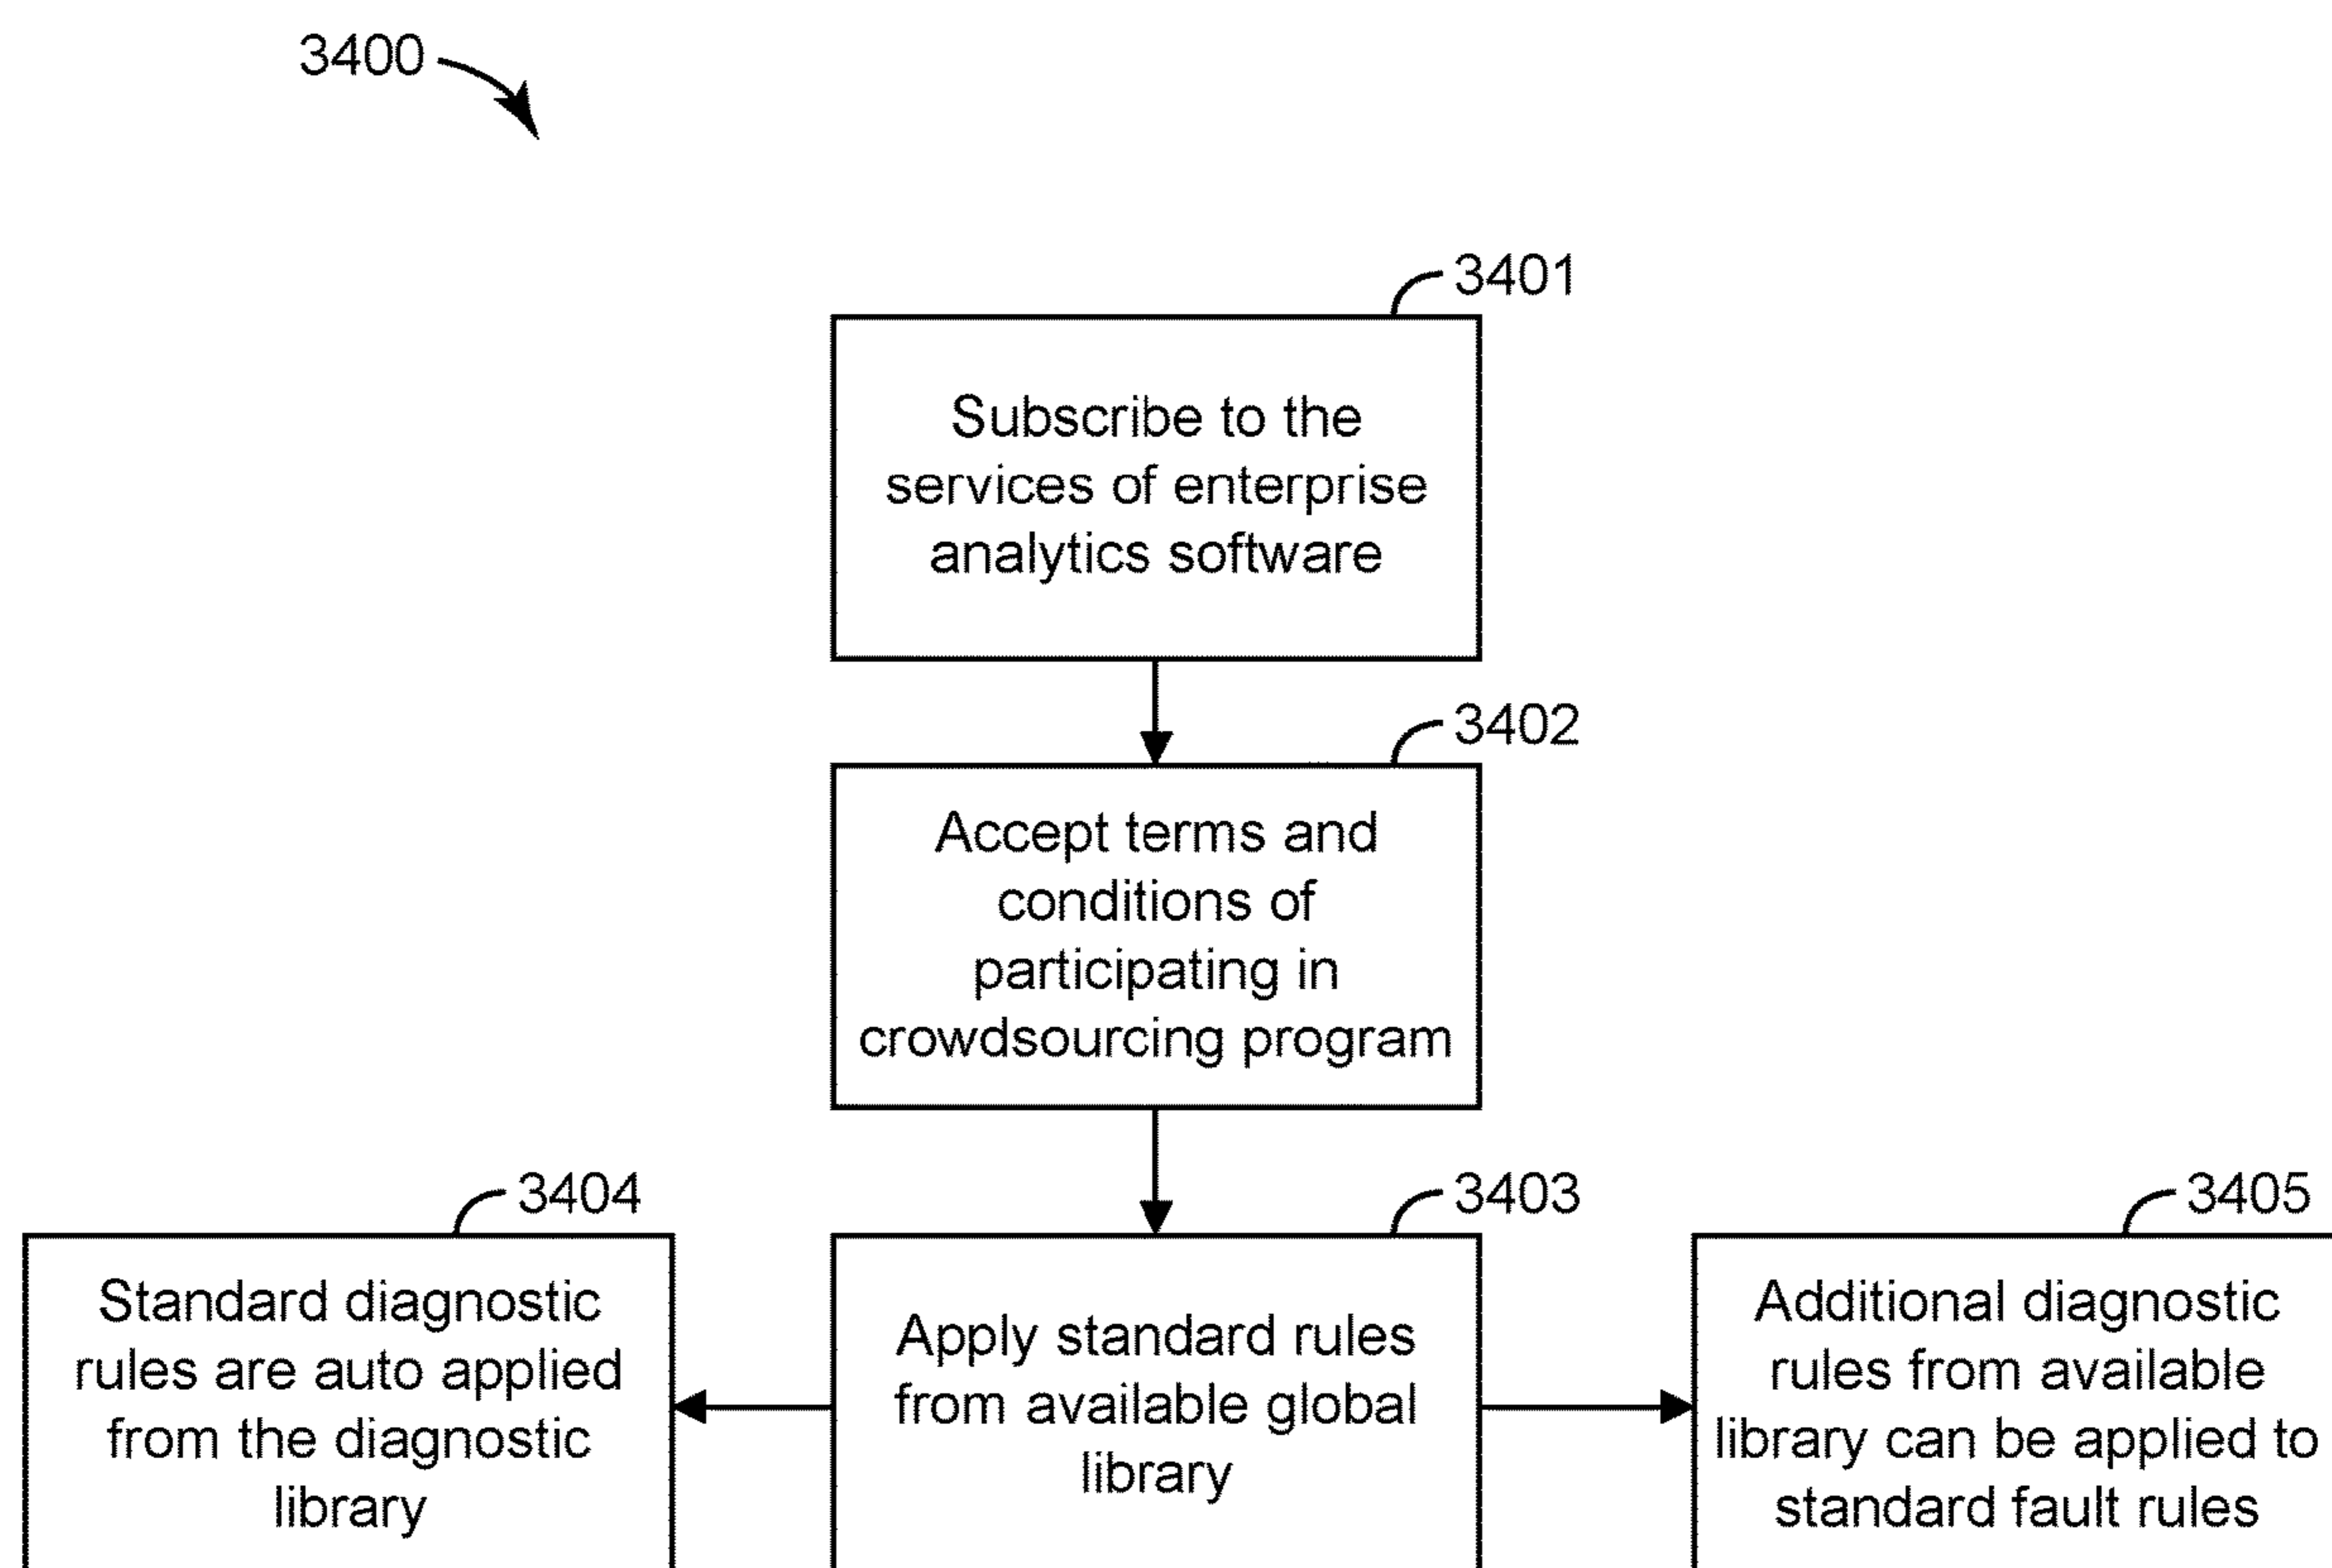 3400
3401
Subscribe to the
services of enterprise
analytics software
3402
Accept terms and
conditions of
participating in
crowdsourcing program
3404
Standard diagnostic
rules are auto applied
from the diagnostic
library
3403
Apply standard rules
from available global
library
3405
Additional diagnostic
rules from available
library can be applied to
standard fault rules